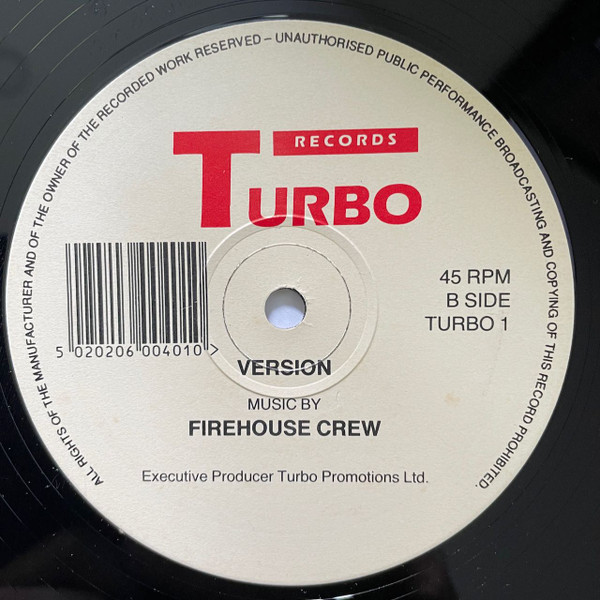 ALL RIGHTS OF THE MANUFACTURER AND OF THE OWNER OF THE RECORDED WORK RESERVED – UNAUTHORISED PUBLIC PERFORMANCE BROADCASTING AND COPYING OF THIS RECORD PROHIBITED.
RECORDS
TURBO
45 RPM
B SIDE
TURBO 1
5 020206 004010 >
VERSION
MUSIC BY
FIREHOUSE CREW
Executive Producer Turbo Promotions Ltd.